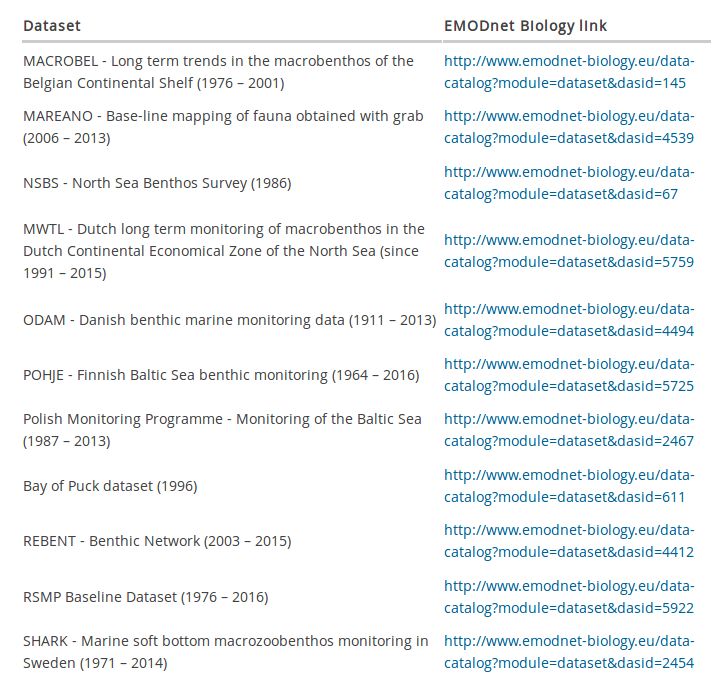 Dataset
EMODnet Biology link
MACROBEL - Long term trends in the macrobenthos of the
Belgian Continental Shelf (1976 – 2001)
http://www.emodnet-biology.eu/data-
catalog?module=dataset&dasid=145
MAREANO - Base-line mapping of fauna obtained with grab
(2006 – 2013)
http://www.emodnet-biology.eu/data-
catalog?module=dataset&dasid=4539
NSBS - North Sea Benthos Survey (1986)
http://www.emodnet-biology.eu/data-
catalog?module=dataset&dasid=67
MWTL - Dutch long term monitoring of macrobenthos in the
Dutch Continental Economical Zone of the North Sea (since
1991 – 2015)
http://www.emodnet-biology.eu/data-
catalog?module=dataset&dasid=5759
ODAM - Danish benthic marine monitoring data (1911 – 2013)
http://www.emodnet-biology.eu/data-
catalog?module=dataset&dasid=4494
POHJE - Finnish Baltic Sea benthic monitoring (1964 – 2016)
http://www.emodnet-biology.eu/data-
catalog?module=dataset&dasid=5725
Polish Monitoring Programme - Monitoring of the Baltic Sea
(1987 – 2013)
http://www.emodnet-biology.eu/data-
catalog?module=dataset&dasid=2467
Bay of Puck dataset (1996)
http://www.emodnet-biology.eu/data-
catalog?module=dataset&dasid=611
REBENT - Benthic Network (2003 – 2015)
http://www.emodnet-biology.eu/data-
catalog?module=dataset&dasid=4412
RSMP Baseline Dataset (1976 – 2016)
http://www.emodnet-biology.eu/data-
catalog?module=dataset&dasid=5922
SHARK - Marine soft bottom macrozoobenthos monitoring in
Sweden (1971 – 2014)
http://www.emodnet-biology.eu/data-
catalog?module=dataset&dasid=2454